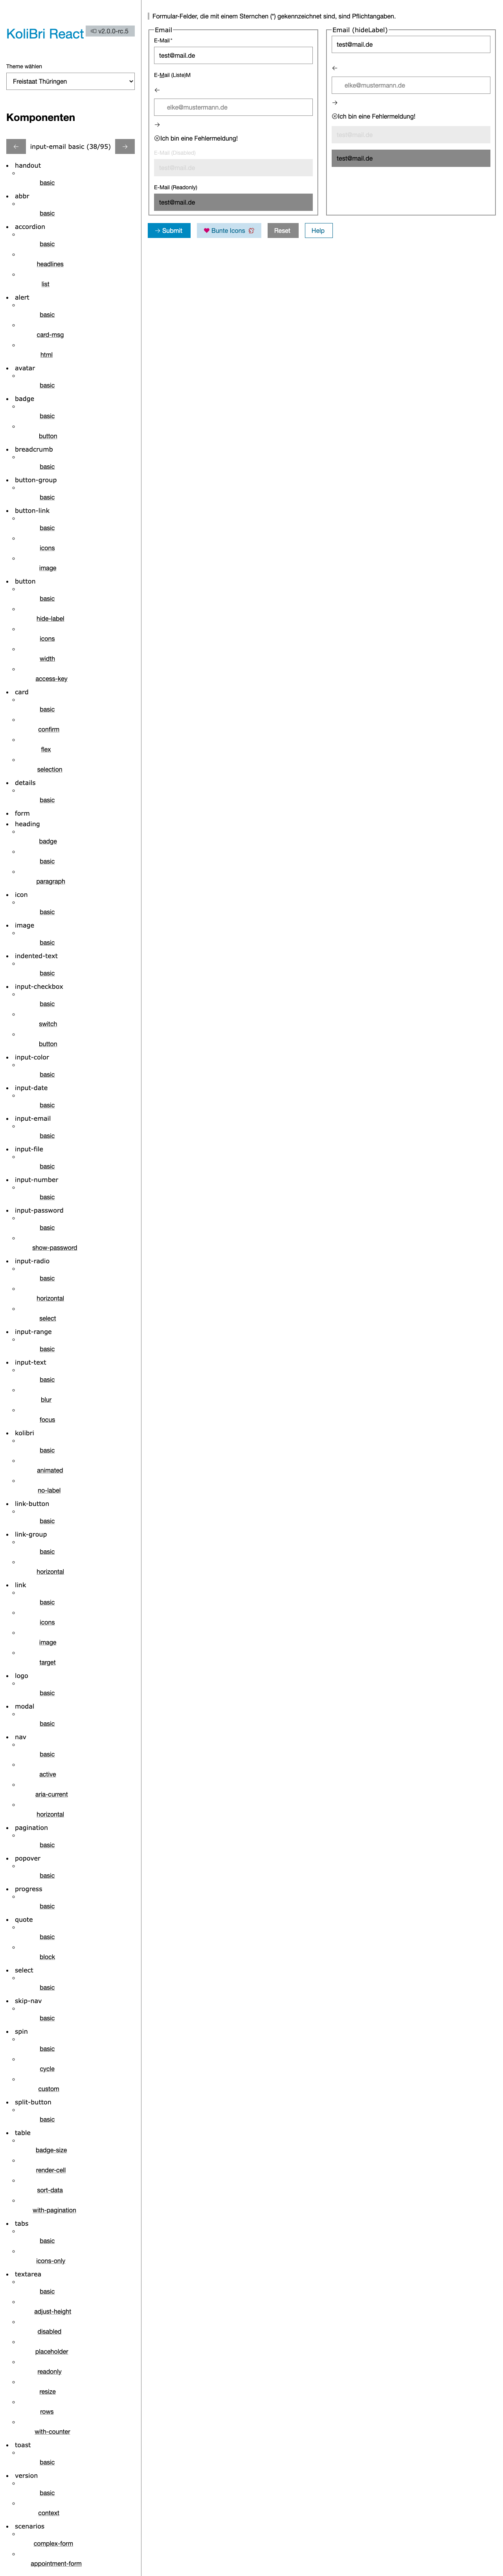 KoliBri React
v2.0.0-rc.5
Theme wählen
Freistaat Thüringen
Komponenten
← input-email basic (38/95) →
handout
basic
abbr
basic
accordion
basic
headlines
list
alert
basic
card-msg
html
avatar
basic
badge
basic
button
breadcrumb
basic
button-group
basic
button-link
basic
icons
image
button
basic
hide-label
icons
width
access-key
card
basic
confirm
flex
selection
details
basic
form
heading
badge
basic
paragraph
icon
basic
image
basic
indented-text
basic
input-checkbox
basic
switch
button
input-color
basic
input-date
basic
input-email
basic
input-file
basic
input-number
basic
input-password
basic
show-password
input-radio
basic
horizontal
select
input-range
basic
input-text
basic
blur
focus
kolibri
basic
animated
no-label
link-button
basic
link-group
basic
horizontal
link
basic
icons
image
target
logo
basic
modal
basic
nav
basic
active
aria-current
horizontal
pagination
basic
popover
basic
progress
basic
quote
basic
block
select
basic
skip-nav
basic
spin
basic
cycle
custom
split-button
basic
table
badge-size
render-cell
sort-data
with-pagination
tabs
basic
icons-only
textarea
basic
adjust-height
disabled
placeholder
readonly
resize
rows
with-counter
toast
basic
version
basic
context
scenarios
complex-form
appointment-form
Formular-Felder, die mit einem Sternchen (*) gekennzeichnet sind, sind Pflichtangaben.
Email
E-Mail*
test@mail.de
E-Mail (Liste)M
←
elke@mustermann.de
→
Ich bin eine Fehlermeldung!
E-Mail (Disabled)
test@mail.de
E-Mail (Readonly)
test@mail.de
Email (hideLabel)
test@mail.de
←
elke@mustermann.de
→
Ich bin eine Fehlermeldung!
test@mail.de
test@mail.de
→ Submit
Bunte Icons
Reset
Help